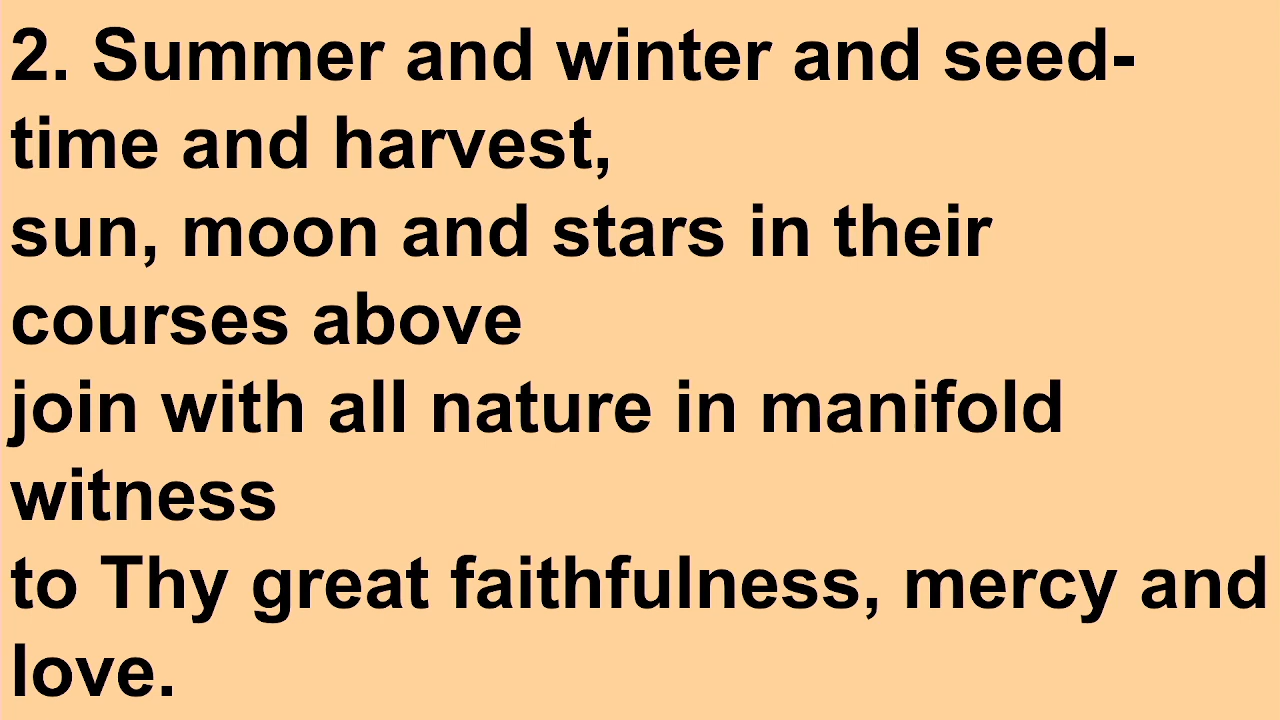 2. Summer and winter and seed-
time and harvest,
sun, moon and stars in their
courses above
join with all nature in manifold
witness
to Thy great faithfulness, mercy and
love.